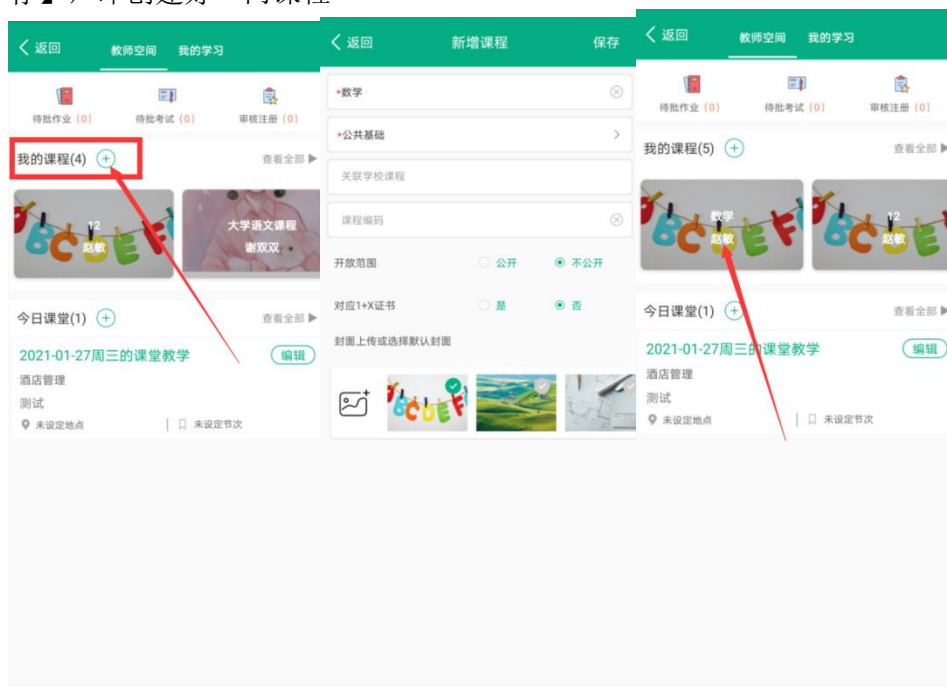 存】，即创建好一门课程
返回 教师空间 我的学习
待批作业（0） 待批考试（0） 审核注册（0）
我的课程(4) 查看全部
12
赵敏
大学语文课程
谢双双
今日课堂(1) 查看全部
2021-01-27周三的课堂教学 编辑
酒店管理
测试
未设定地点 未设定节次
返回 新增课程 保存
*数学
*公共基础
关联学校课程
课程编码
开放范围 公开 不公开
对应1+X证书 是 否
封面上传或选择默认封面
返回 教师空间 我的学习
待批作业（0） 待批考试（0） 审核注册（0）
我的课程(5) 查看全部
数学
赵敏
12
赵敏
今日课堂(1) 查看全部
2021-01-27周三的课堂教学 编辑
酒店管理
测试
未设定地点 未设定节次